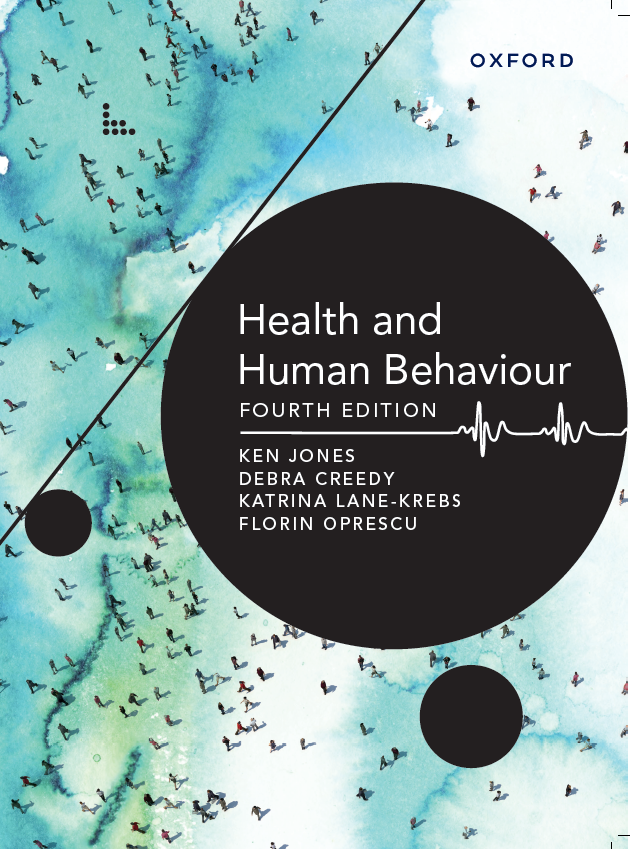 OXFORD
Health and
Human Behaviour
FOURTH EDITION
KEN JONES
DEBRA CREEDY
KATRINA LANE-KREBS
FLORIN OPRESCU